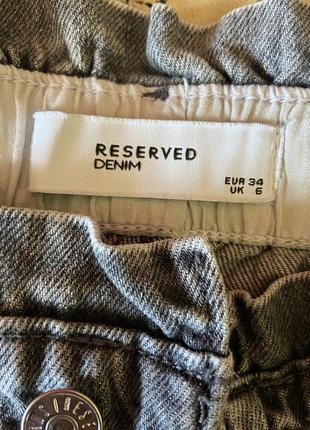 RESERVED
DENIM
EUR 34
UK 6